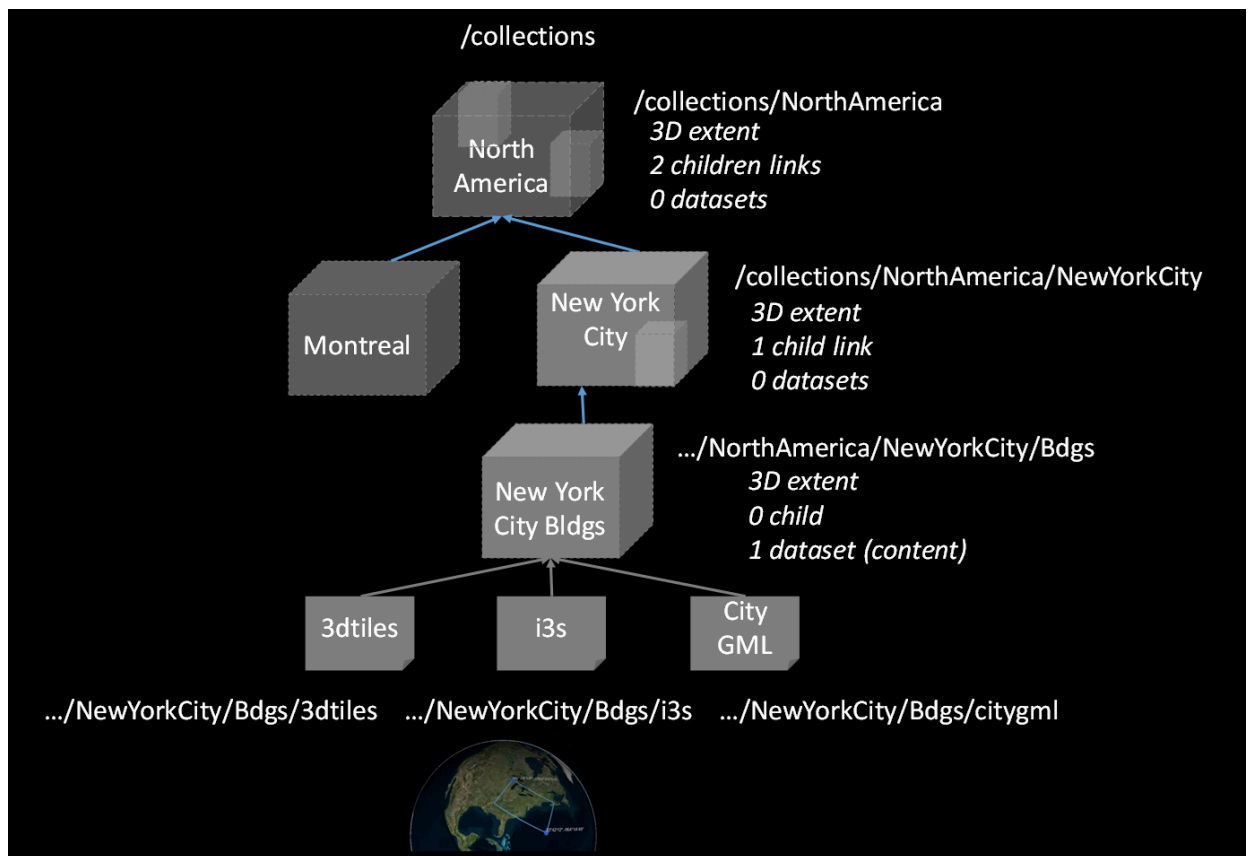 /collections
/collections/NorthAmerica
3D extent
2 children links
0 datasets
North
America
/collections/NorthAmerica/NewYorkCity
3D extent
1 child link
0 datasets
Montreal
New York
City
…/NorthAmerica/NewYorkCity/Bdgs
3D extent
0 child
1 dataset (content)
New York
City Bldgs
3dtiles
i3s
City
GML
…/NewYorkCity/Bdgs/3dtiles
…/NewYorkCity/Bdgs/i3s
…/NewYorkCity/Bdgs/citygml